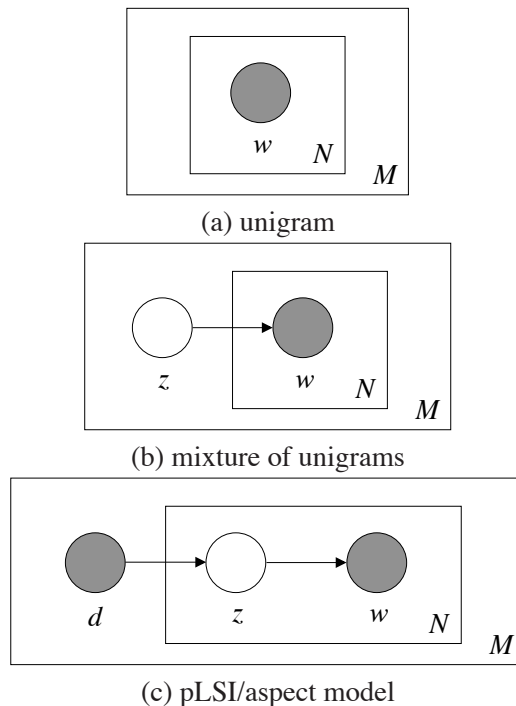 w
N
M
(a) unigram
z
w
N
M
(b) mixture of unigrams
d
z
w
N
M
(c) pLSI/aspect model